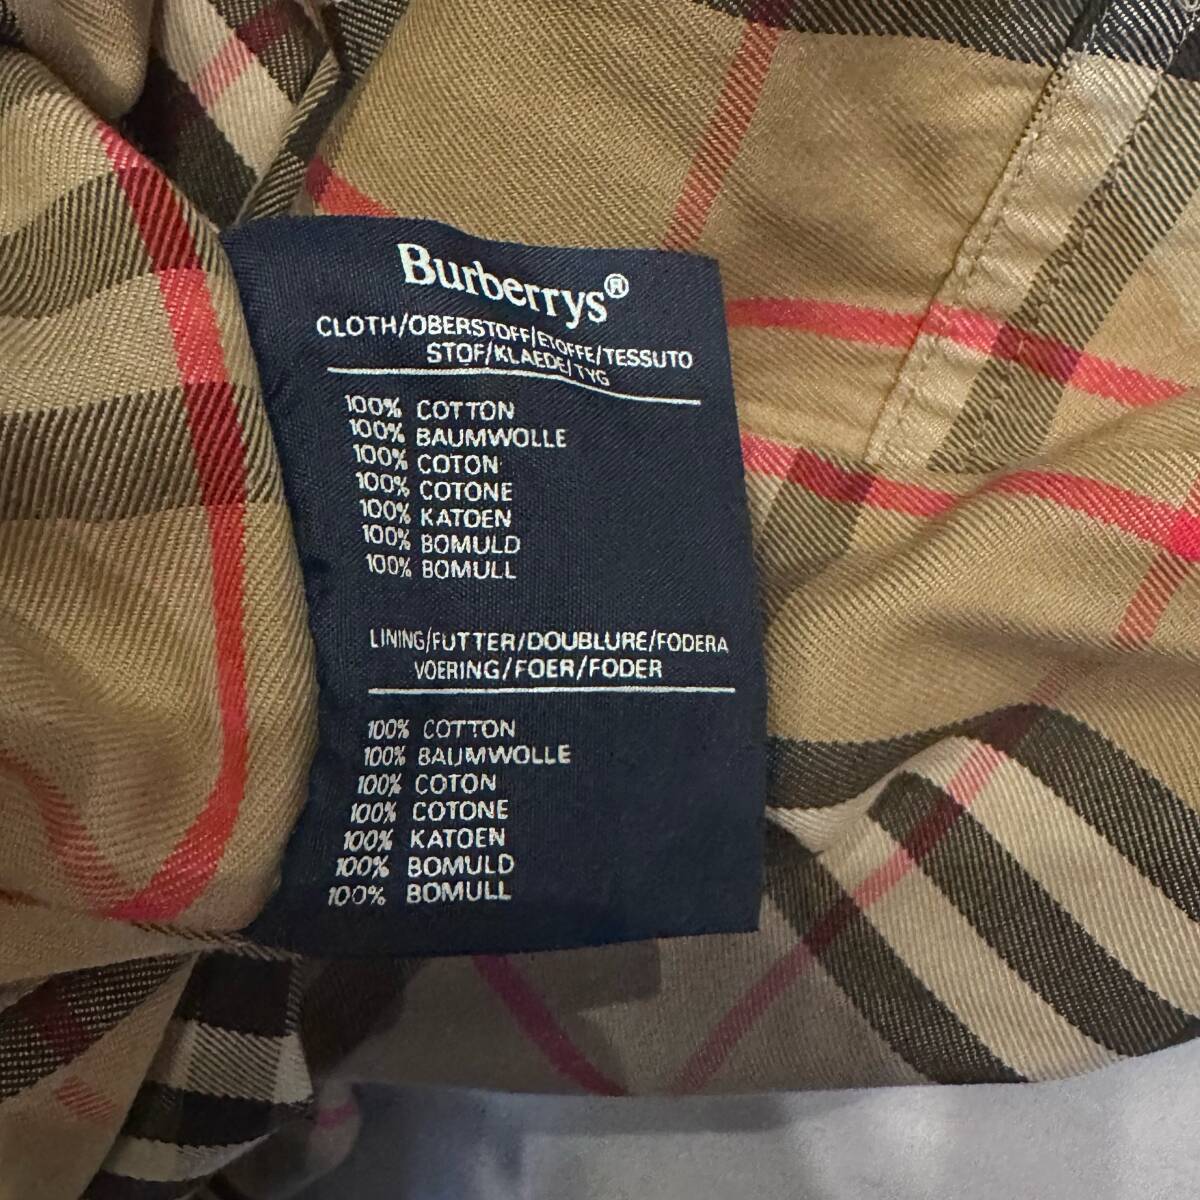 Burberrys®
CLOTH/OBERSTOFF/ETOFFE/TESSUTO
STOF/KLAEDE/TYG
100% COTTON
100% BAUMWOLLE
100% COTON
100% COTONE
100% KATOEN
100% BOMULD
100% BOMULL
LINING/FUTTER/DOUBLURE/FODERA
VOERING/FOER/FODER
100% COTTON
100% BAUMWOLLE
100% COTON
100% COTONE
100% KATOEN
100% BOMULD
100% BOMULL